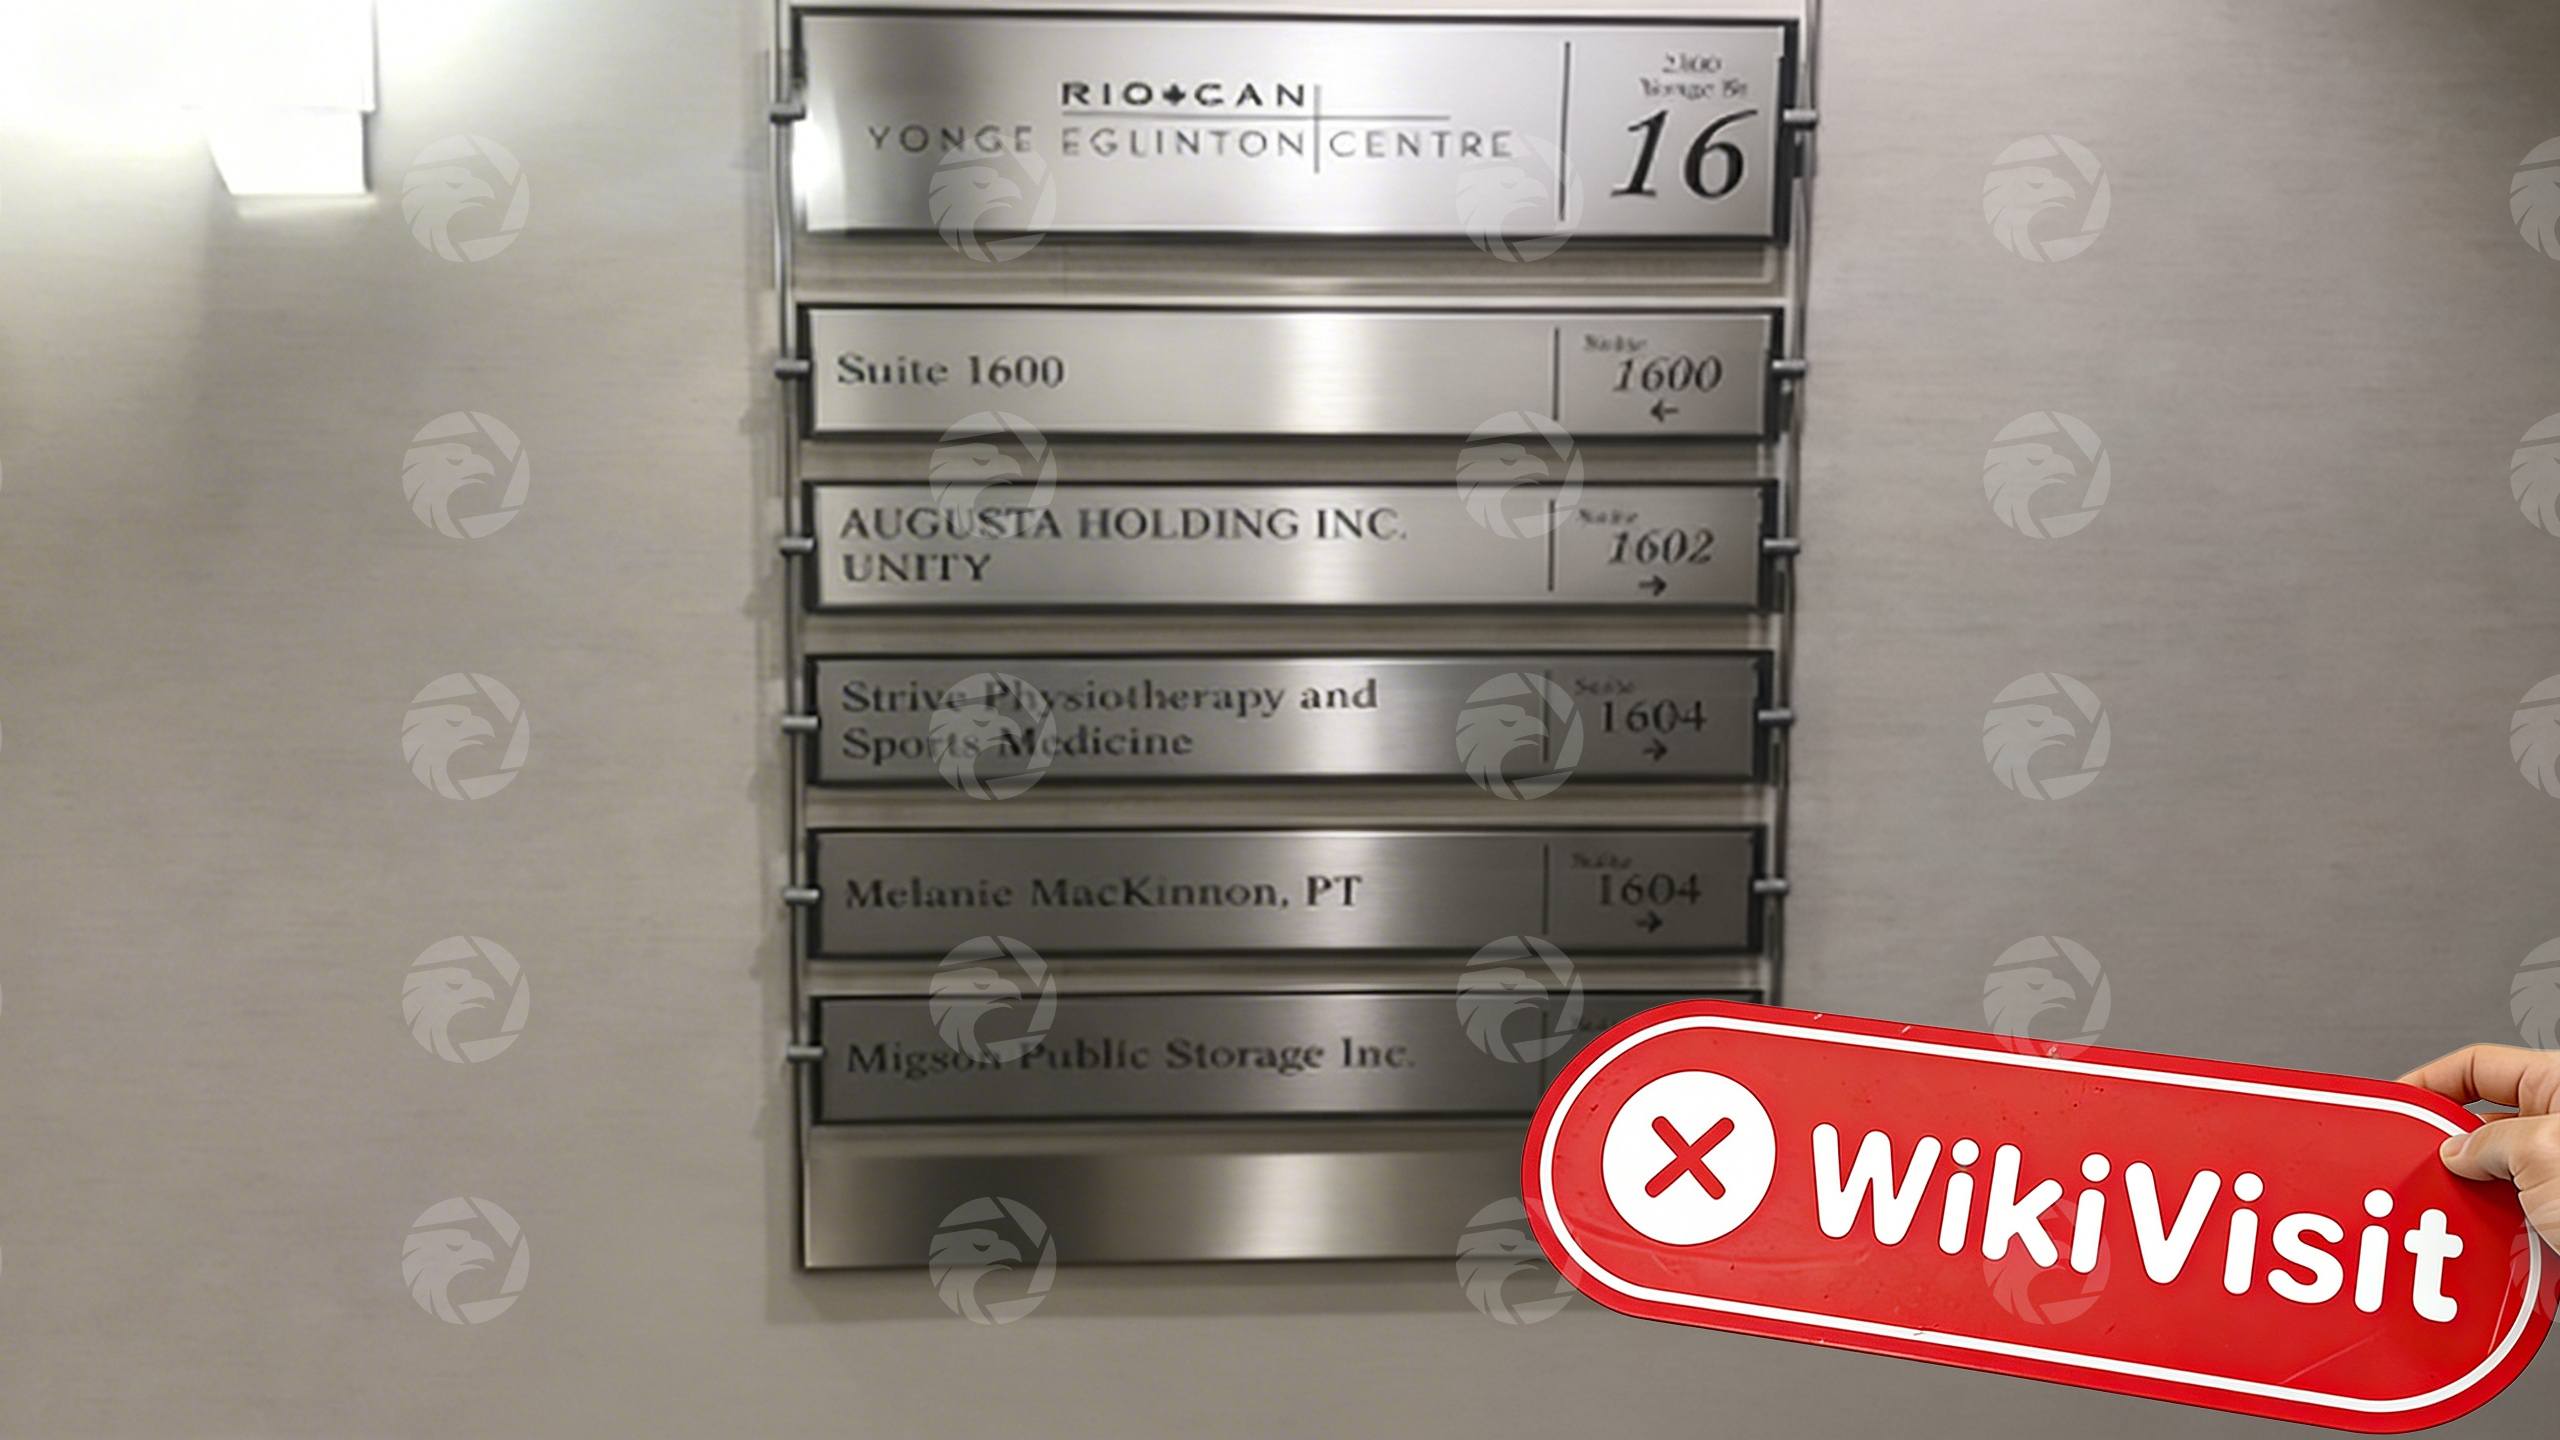 RIO CAN
YONGE EGLINTON CENTRE
2300
Yonge St
16
Suite 1600
Suite
1600
←
AUGUSTA HOLDING INC.
UNITY
Suite
1602
→
Strive Physiotherapy and
Sports Medicine
Suite
1604
→
Melanie MacKinnon, PT
Suite
1604
→
Migson Public Storage Inc.
WikiVisit